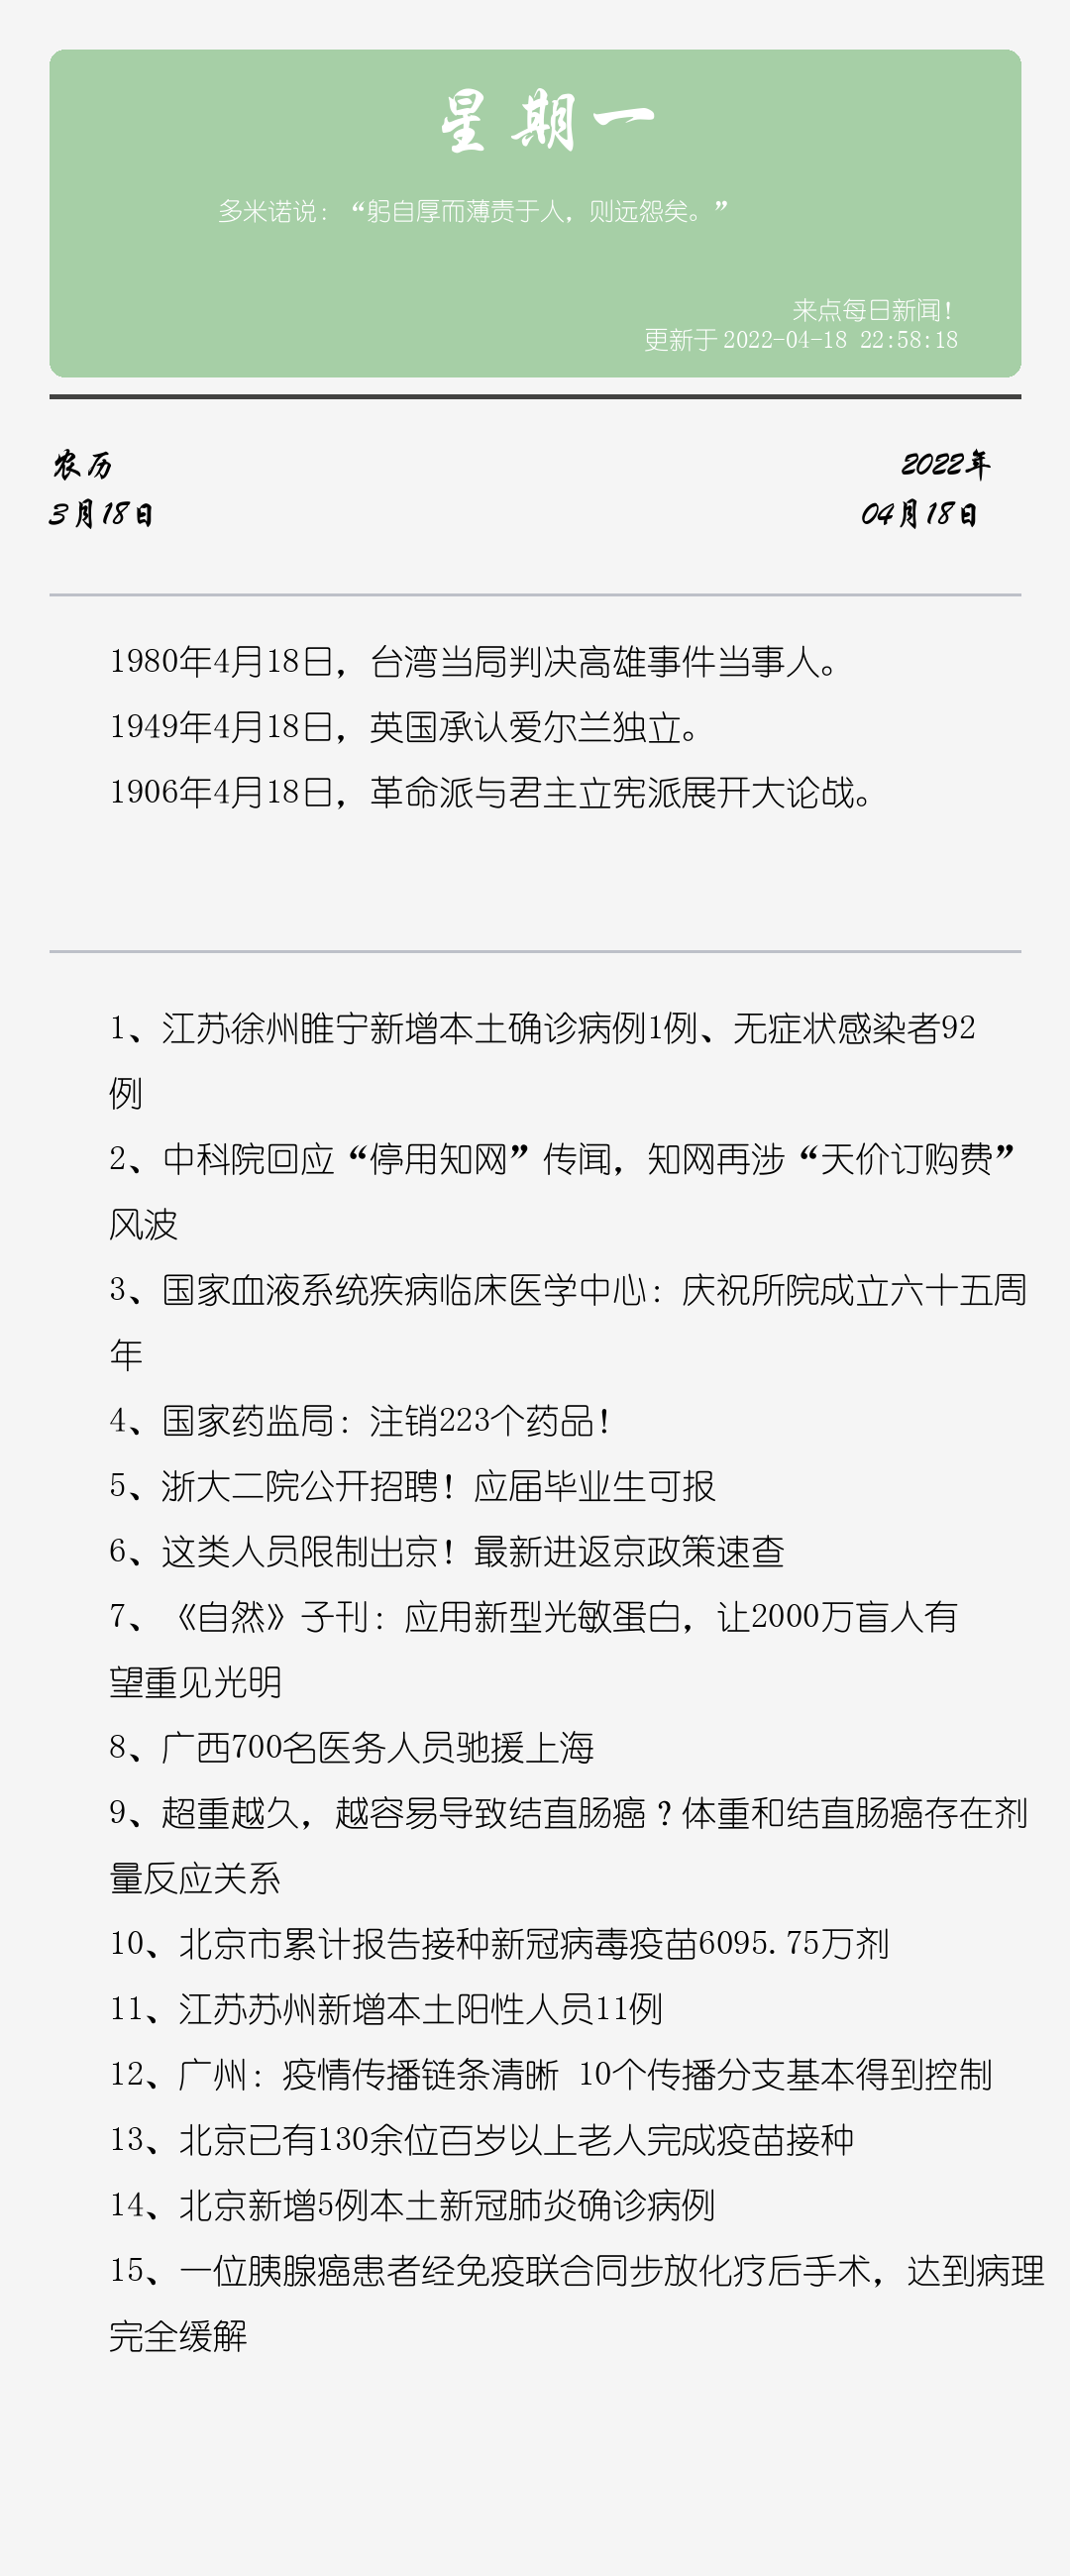 星期一
多米诺说：“躬自厚而薄责于人，则远怨矣。”
来点每日新闻！
更新于 2022-04-18 22:58:18
农历
2022年
3月18日
04月18日
1980年4月18日，台湾当局判决高雄事件当事人。
1949年4月18日，英国承认爱尔兰独立。
1906年4月18日，革命派与君主立宪派展开大论战。
1、江苏徐州睢宁新增本土确诊病例1例、无症状感染者92
例
2、中科院回应“停用知网”传闻，知网再涉“天价订购费”
风波
3、国家血液系统疾病临床医学中心：庆祝所院成立六十五周
年
4、国家药监局：注销223个药品！
5、浙大二院公开招聘！应届毕业生可报
6、这类人员限制出京！最新进返京政策速查
7、《自然》子刊：应用新型光敏蛋白，让2000万盲人有
望重见光明
8、广西700名医务人员驰援上海
9、超重越久，越容易导致结直肠癌？体重和结直肠癌存在剂
量反应关系
10、北京市累计报告接种新冠病毒疫苗6095.75万剂
11、江苏苏州新增本土阳性人员11例
12、广州：疫情传播链条清晰 10个传播分支基本得到控制
13、北京已有130余位百岁以上老人完成疫苗接种
14、北京新增5例本土新冠肺炎确诊病例
15、一位胰腺癌患者经免疫联合同步放化疗后手术，达到病理
完全缓解